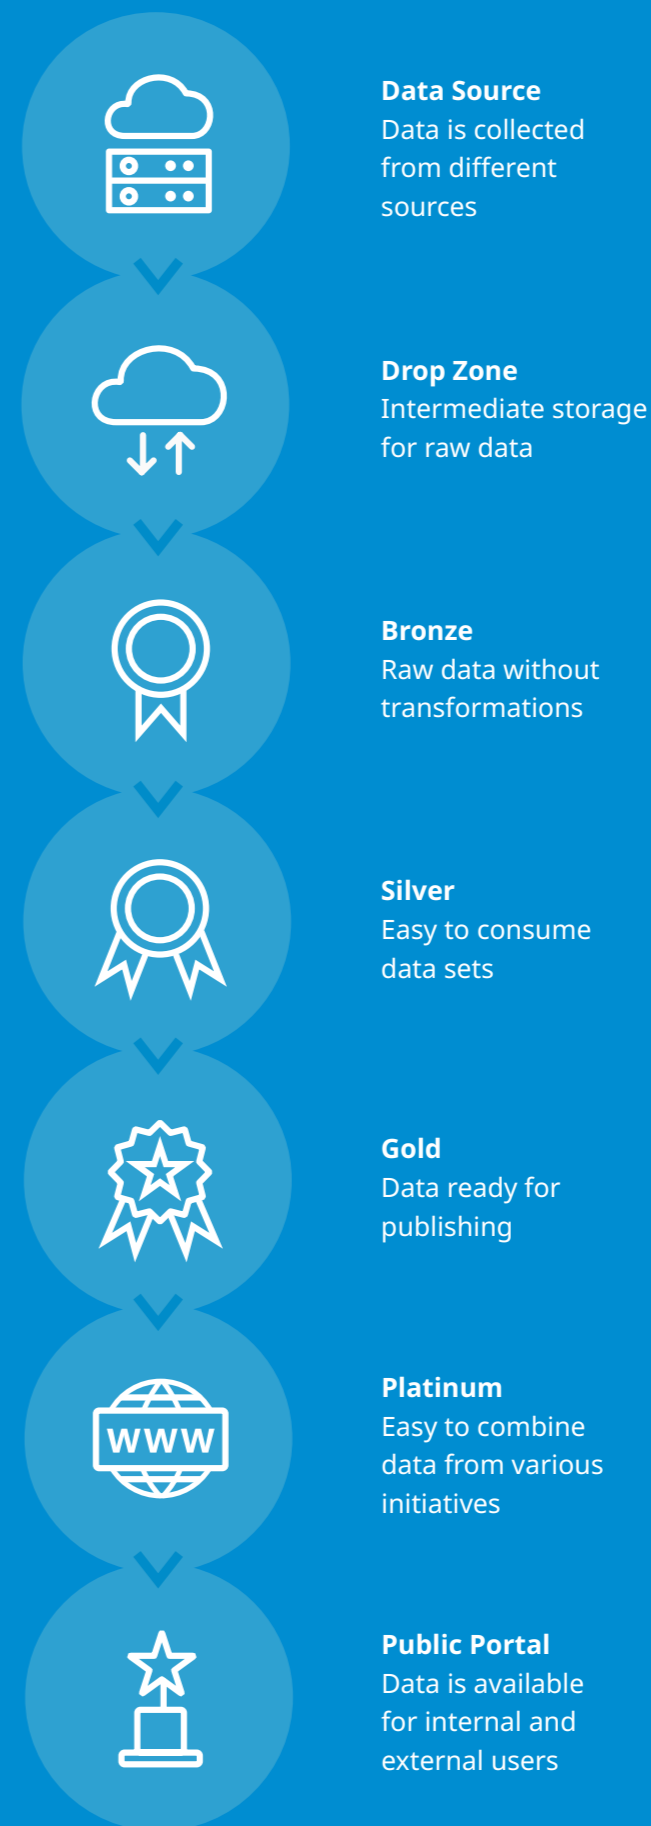 Data Source
Data is collected
from different
sources
Drop Zone
Intermediate storage
for raw data
Bronze
Raw data without
transformations
Silver
Easy to consume
data sets
Gold
Data ready for
publishing
WWW
Platinum
Easy to combine
data from various
initiatives
Public Portal
Data is available
for internal and
external users